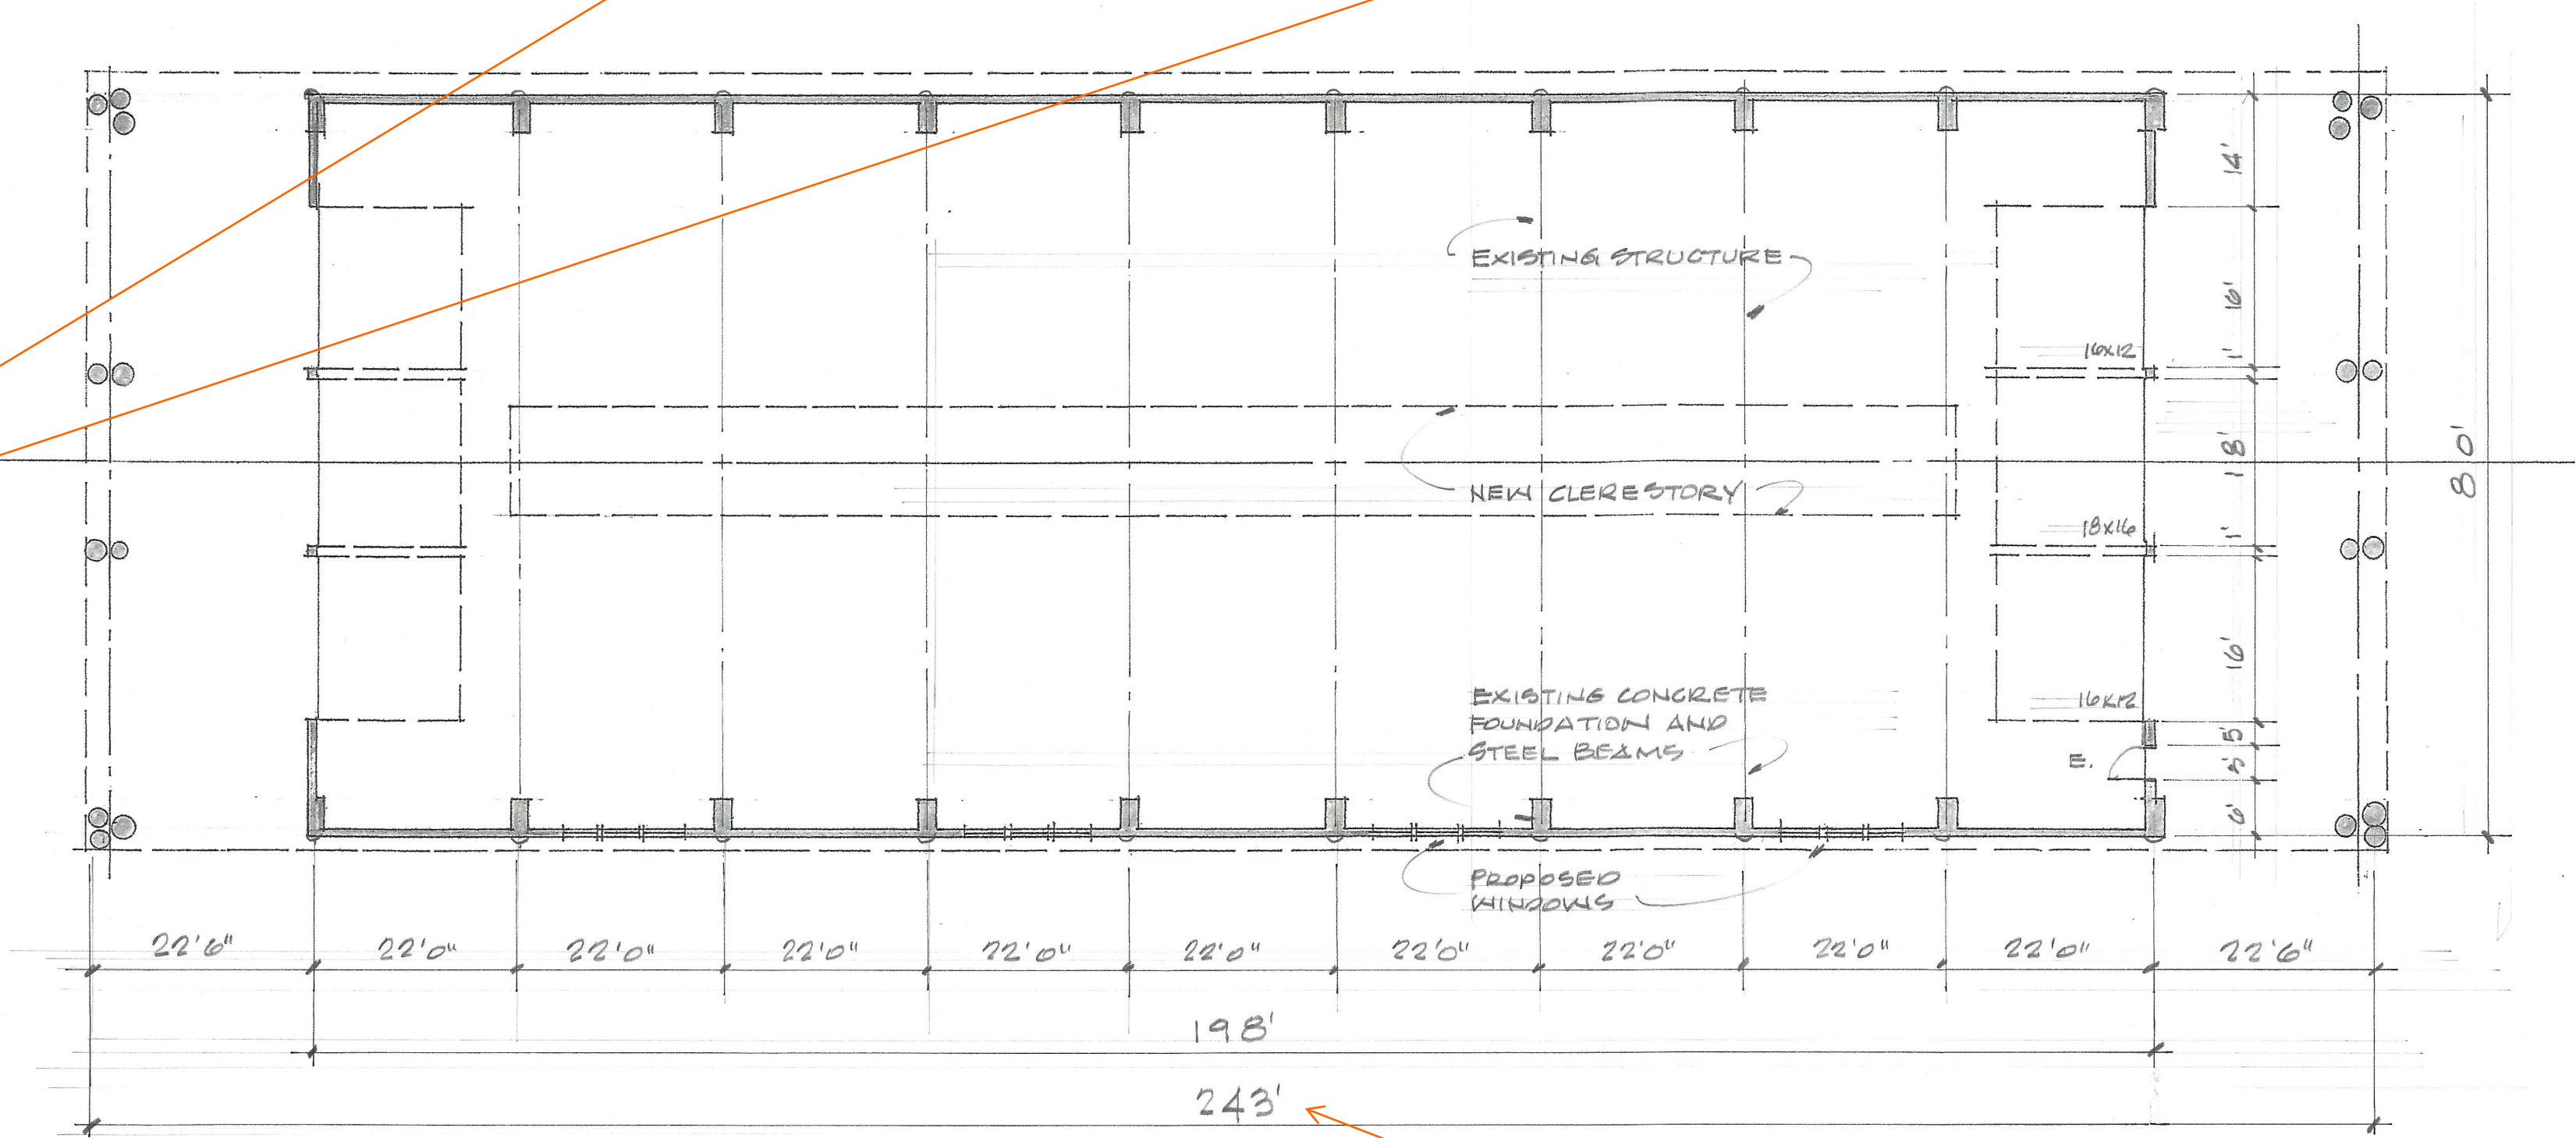 14'
EXISTING STRUCTURE
16'
16X12
1'
18'
80'
NEW CLERESTORY
18X16
1'
16'
EXISTING CONCRETE
FOUNDATION AND
STEEL BEAMS
16X12
5'
E.
3'
6'
PROPOSED
WINDOWS
22'6" 22'0" 22'0" 22'0" 22'0" 22'0" 22'0" 22'0" 22'0" 22'0" 22'6"
198'
243'